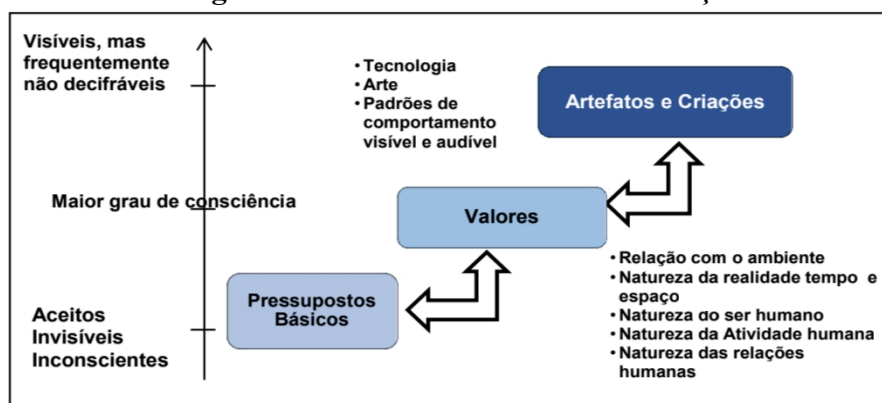 Visíveis, mas
frequentemente
não decifráveis
• Tecnologia
• Arte
• Padrões de
comportamento
visível e audível
Artefatos e Criações
Maior grau de consciência
Valores
• Relação com o ambiente
• Natureza da realidade tempo e
espaço
• Natureza do ser humano
• Natureza da Atividade humana
• Natureza das relações
humanas
Pressupostos
Básicos
Aceitos
Invisíveis
Inconscientes